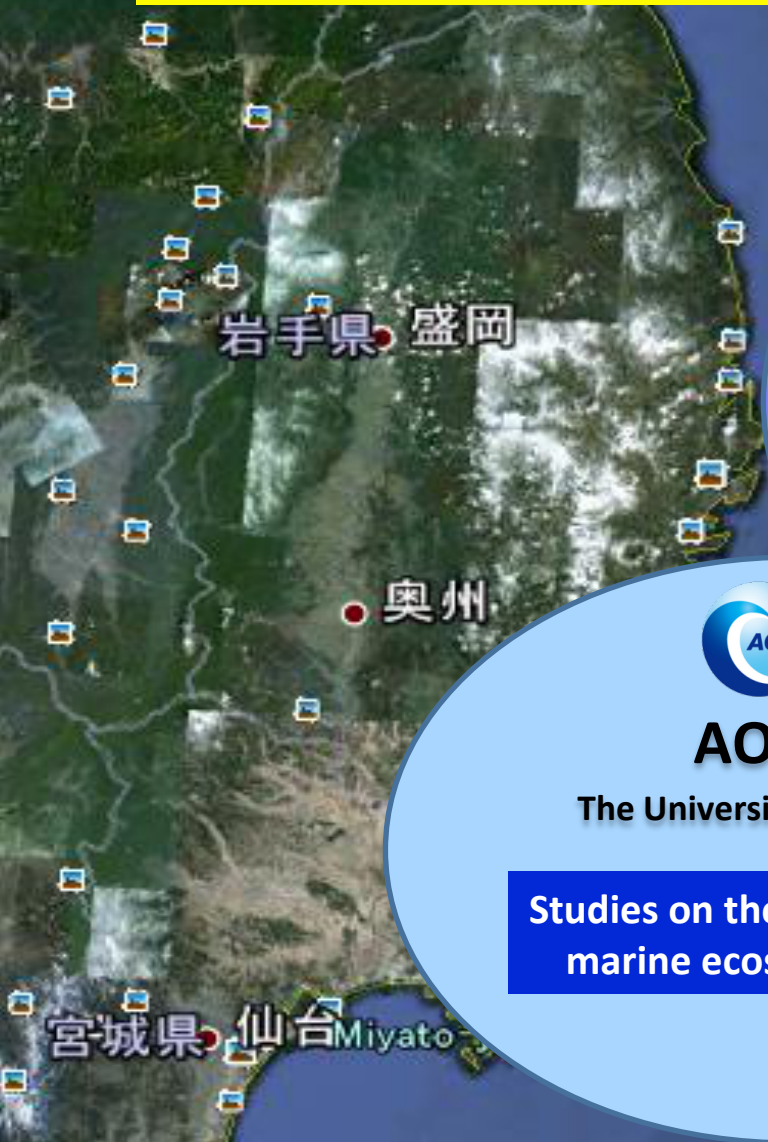 岩手県 盛岡
奥州
AO
The Universi
Studies on the
marine ecos
宮城県 仙台 Miyato